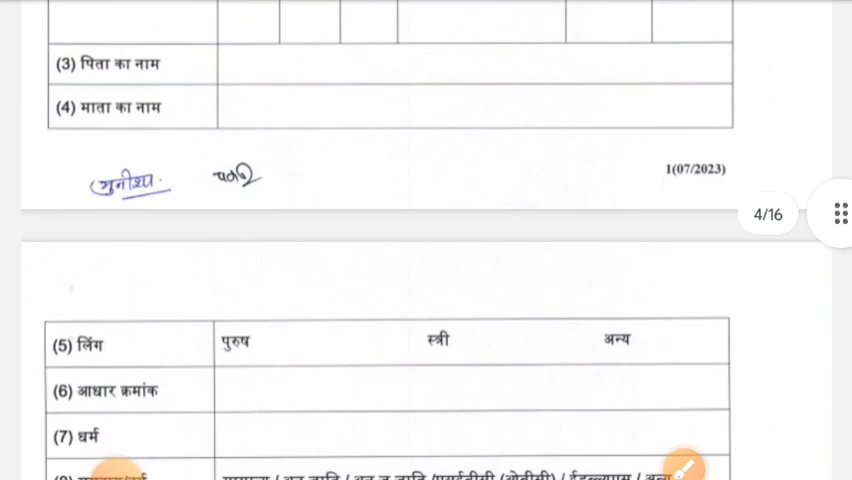 (3) पिता का नाम
(4) माता का नाम
1(07/2023)
4/16
(5) लिंग पुरुष स्त्री अन्य
(6) आधार क्रमांक
(7) धर्म